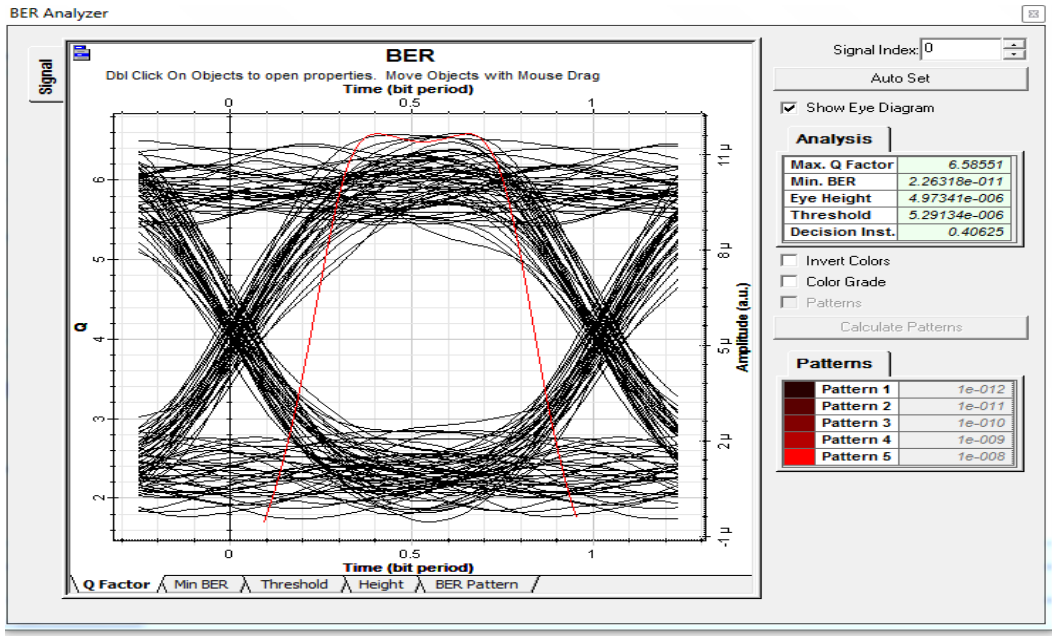 BER Analyzer
Signal
BER
Dbl Click On Objects to open properties. Move Objects with Mouse Drag
Time (bit period)
0 0.5 1
6
5
4
3
2
Q
11 µ
8 µ
5 µ
2 µ
-1 µ
Amplitude (a.u.)
0 0.5 1
Time (bit period)
Q Factor Min BER Threshold Height BER Pattern
Signal Index: 0
Auto Set
Show Eye Diagram
Analysis
Max. Q Factor 6.58551
Min. BER 2.26318e-011
Eye Height 4.97341e-006
Threshold 5.29134e-006
Decision Inst. 0.40625
Invert Colors
Color Grade
Patterns
Calculate Patterns
Patterns
Pattern 1 1e-012
Pattern 2 1e-011
Pattern 3 1e-010
Pattern 4 1e-009
Pattern 5 1e-008